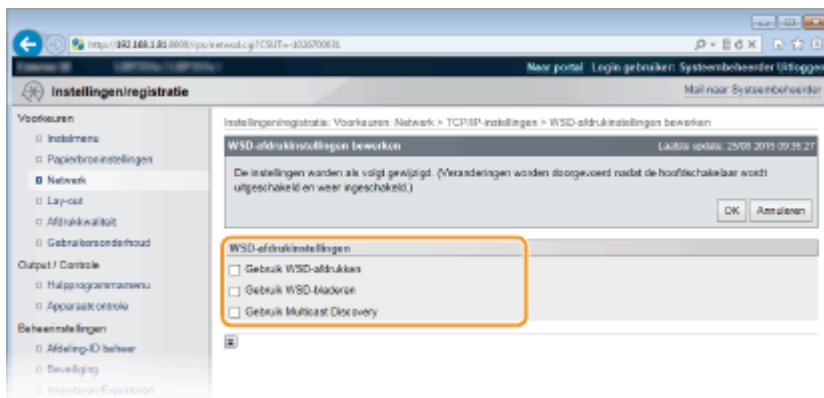 Naar portal Login gebruiker: Systeembeheerder Uitloggen
Instellingen/registratie
Mail naar Systeembeheerder
Voorkeuren
Instelmenu
Papierbroninstellingen
Netwerk
Lay-out
Afdrukkwaliteit
Gebruikersonderhoud
Output / Controle
Hulpprogrammamenu
Apparaatcontrole
Beheerinstellingen
Afdeling-ID beheer
Beveiliging
Importeren/Exporteren
Instellingen/registratie: Voorkeuren: Netwerk > TCP/IP-instellingen > WSD-afdrukinstellingen bewerken
WSD-afdrukinstellingen bewerken
Laatste update: 25/08 2015 09:35:27
De instellingen worden als volgt gewijzigd. (Veranderingen worden doorgevoerd nadat de hoofdschakelaar wordt
uitgeschakeld en weer ingeschakeld.)
OK Annuleren
WSD-afdrukinstellingen
Gebruik WSD-afdrukken
Gebruik WSD-bladeren
Gebruik Multicast Discovery